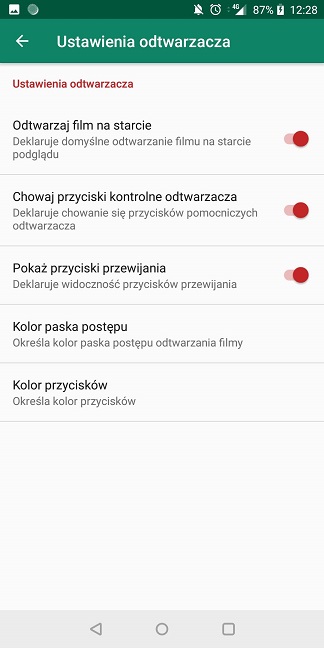 4G 87% 12:28
Ustawienia odtwarzacza
Ustawienia odtwarzacza
Odtwarzaj film na starcie
Deklaruje domyślne odtwarzanie filmu na starcie
podglądu
Chowaj przyciski kontrolne odtwarzacza
Deklaruje chowanie się przycisków pomocniczych
odtwarzacza
Pokaż przyciski przewijania
Deklaruje widoczność przycisków przewijania
Kolor paska postępu
Określa kolor paska postępu odtwarzania filmy
Kolor przycisków
Określa kolor przycisków